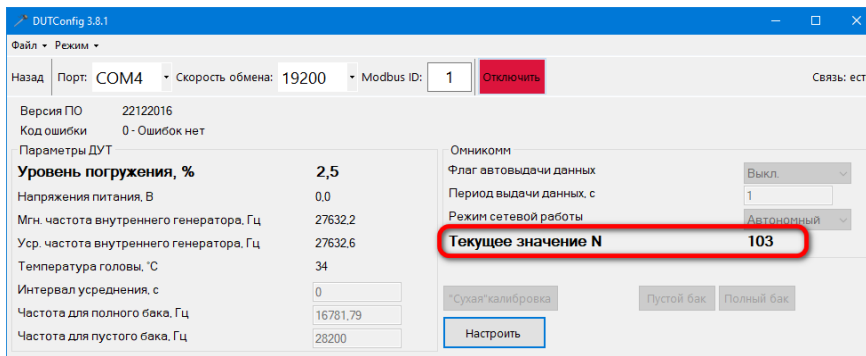 DUTConfig 3.8.1
Файл Режим
Назад Порт: COM4 Скорость обмена: 19200 Modbus ID: 1 Отключить Связь: ест
Версия ПО 22122016
Код ошибки 0 - Ошибок нет
Параметры ДУТ
Уровень погружения, % 2,5
Напряжения питания, В 0,0
Мгн. частота внутреннего генератора, Гц 27632,2
Уср. частота внутреннего генератора, Гц 27632,6
Температура головы, °C 34
Интервал усреднения, с 0
Частота для полного бака, Гц 16781,79
Частота для пустого бака, Гц 28200
Омникомм
Флаг автовыдачи данных Выкл.
Период выдачи данных, с 1
Режим сетевой работы Автономный
Текущее значение N 103
"Сухая"калибровка Пустой бак Полный бак
Настроить